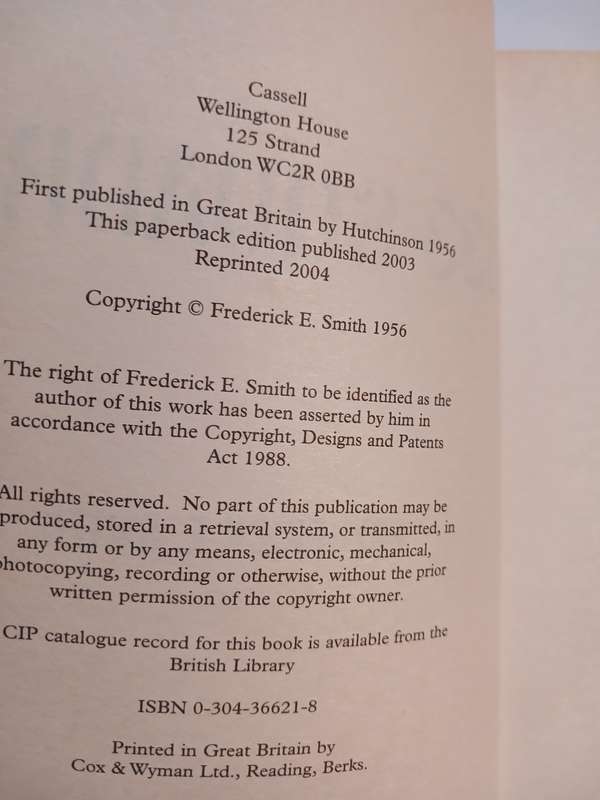 Cassell
Wellington House
125 Strand
London WC2R 0BB
First published in Great Britain by Hutchinson 1956
This paperback edition published 2003
Reprinted 2004
Copyright © Frederick E. Smith 1956
The right of Frederick E. Smith to be identified as the
author of this work has been asserted by him in
accordance with the Copyright, Designs and Patents
Act 1988.
All rights reserved. No part of this publication may be
produced, stored in a retrieval system, or transmitted, in
any form or by any means, electronic, mechanical,
photocopying, recording or otherwise, without the prior
written permission of the copyright owner.
CIP catalogue record for this book is available from the
British Library
ISBN 0-304-36621-8
Printed in Great Britain by
Cox & Wyman Ltd., Reading, Berks.